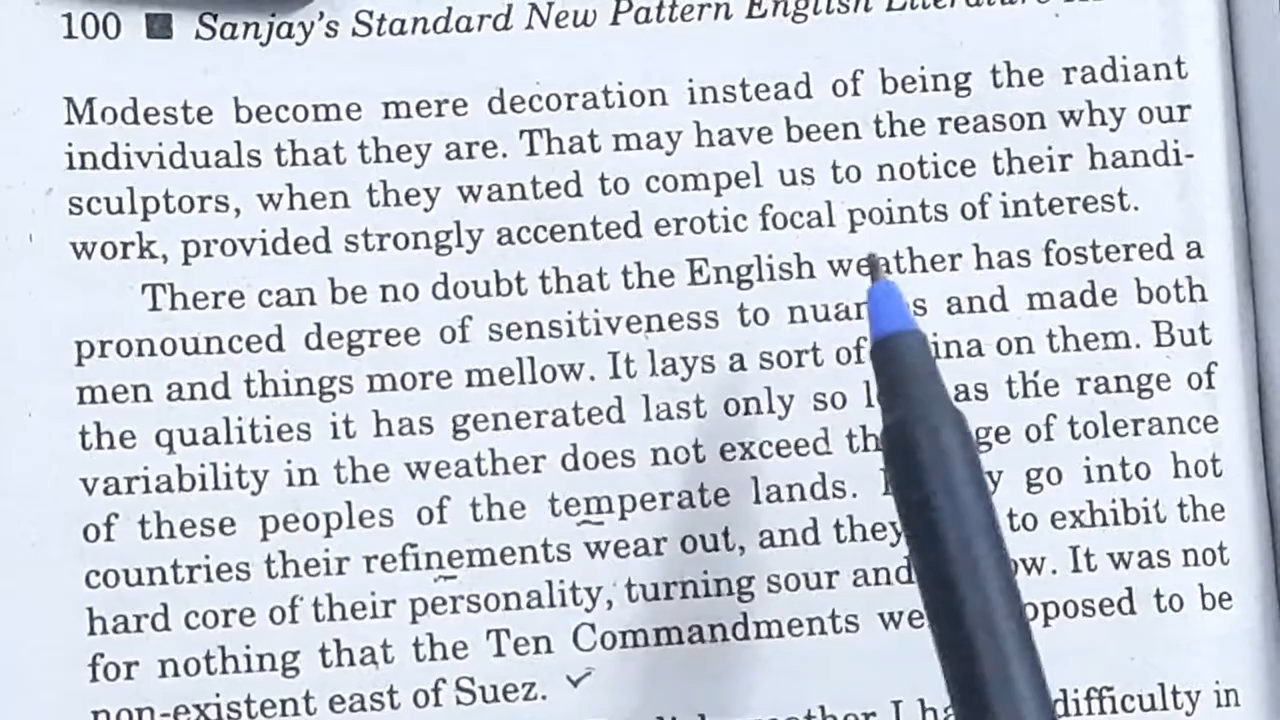 100 ■ Sanjay's Standard New Pattern English Literature
Modeste become mere decoration instead of being the radiant
individuals that they are. That may have been the reason why our
sculptors, when they wanted to compel us to notice their handi-
work, provided strongly accented erotic focal points of interest.
There can be no doubt that the English weather has fostered a
pronounced degree of sensitiveness to and made both
men and things more mellow. It lays a sort of on them. But
the qualities it has generated last only so as the range of
variability in the weather does not exceed of tolerance
of these peoples of the temperate lands. go into hot
countries their refinements wear out, and they to exhibit the
hard core of their personality, turning sour and It was not
for nothing that the Ten Commandments to be
non-existent east of Suez.
I difficulty in